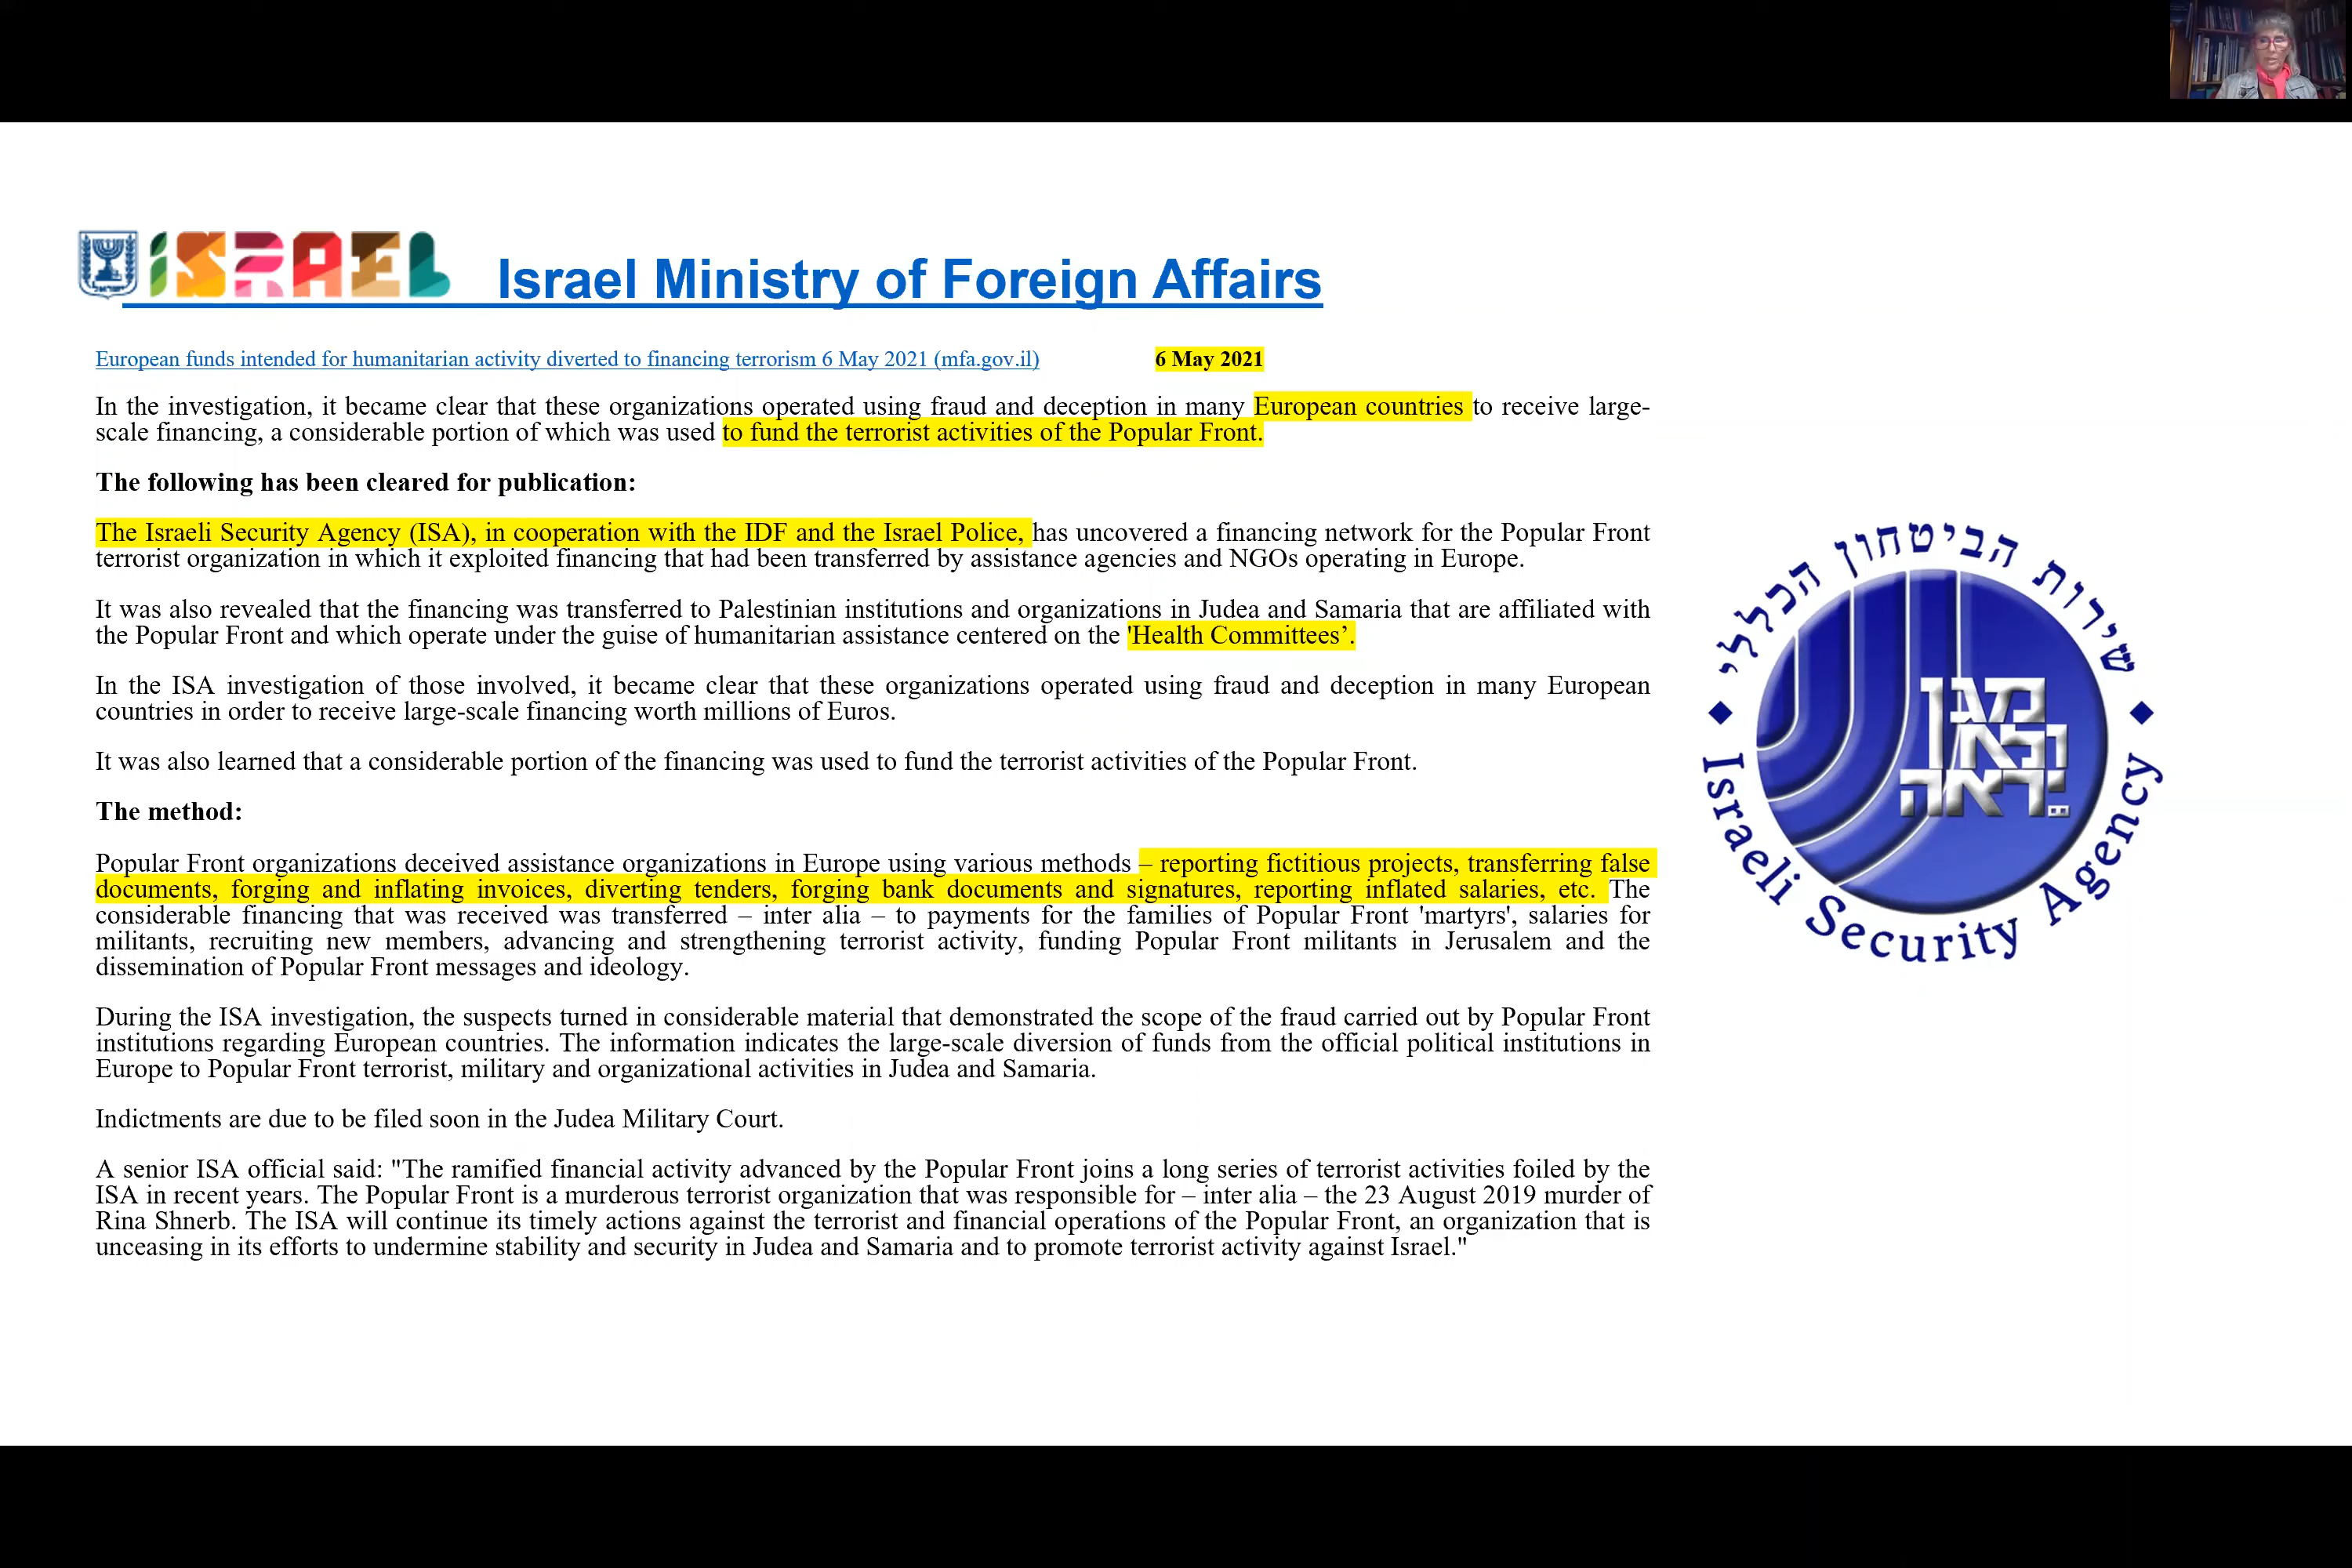 ISRAEL
Israel Ministry of Foreign Affairs
European funds intended for humanitarian activity diverted to financing terrorism 6 May 2021 (mfa.gov.il)
6 May 2021
In the investigation, it became clear that these organizations operated using fraud and deception in many European countries to receive large-
scale financing, a considerable portion of which was used to fund the terrorist activities of the Popular Front.
The following has been cleared for publication:
The Israeli Security Agency (ISA), in cooperation with the IDF and the Israel Police, has uncovered a financing network for the Popular Front
terrorist organization in which it exploited financing that had been transferred by assistance agencies and NGOs operating in Europe.
It was also revealed that the financing was transferred to Palestinian institutions and organizations in Judea and Samaria that are affiliated with
the Popular Front and which operate under the guise of humanitarian assistance centered on the 'Health Committees’.
In the ISA investigation of those involved, it became clear that these organizations operated using fraud and deception in many European
countries in order to receive large-scale financing worth millions of Euros.
It was also learned that a considerable portion of the financing was used to fund the terrorist activities of the Popular Front.
The method:
Popular Front organizations deceived assistance organizations in Europe using various methods – reporting fictitious projects, transferring false
documents, forging and inflating invoices, diverting tenders, forging bank documents and signatures, reporting inflated salaries, etc. The
considerable financing that was received was transferred – inter alia – to payments for the families of Popular Front 'martyrs', salaries for
militants, recruiting new members, advancing and strengthening terrorist activity, funding Popular Front militants in Jerusalem and the
dissemination of Popular Front messages and ideology.
During the ISA investigation, the suspects turned in considerable material that demonstrated the scope of the fraud carried out by Popular Front
institutions regarding European countries. The information indicates the large-scale diversion of funds from the official political institutions in
Europe to Popular Front terrorist, military and organizational activities in Judea and Samaria.
Indictments are due to be filed soon in the Judea Military Court.
A senior ISA official said: "The ramified financial activity advanced by the Popular Front joins a long series of terrorist activities foiled by the
ISA in recent years. The Popular Front is a murderous terrorist organization that was responsible for – inter alia – the 23 August 2019 murder of
Rina Shnerb. The ISA will continue its timely actions against the terrorist and financial operations of the Popular Front, an organization that is
unceasing in its efforts to undermine stability and security in Judea and Samaria and to promote terrorist activity against Israel."
שירות הביטחון הכללי
מגן
ולא
יראה
Israeli Security Agency